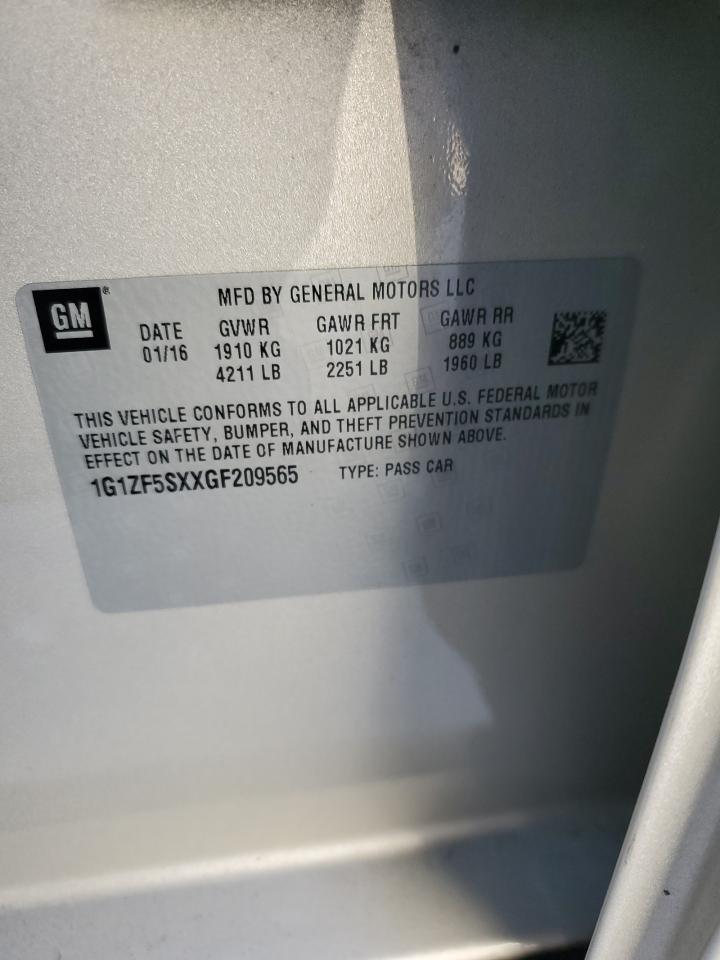 GM®
MFD BY GENERAL MOTORS LLC
DATE GVWR GAWR FRT GAWR RR
01/16 1910 KG 1021 KG 889 KG
4211 LB 2251 LB 1960 LB
THIS VEHICLE CONFORMS TO ALL APPLICABLE U.S. FEDERAL MOTOR
VEHICLE SAFETY, BUMPER, AND THEFT PREVENTION STANDARDS IN
EFFECT ON THE DATE OF MANUFACTURE SHOWN ABOVE.
1G1ZF5SXXGF209565 TYPE: PASS CAR